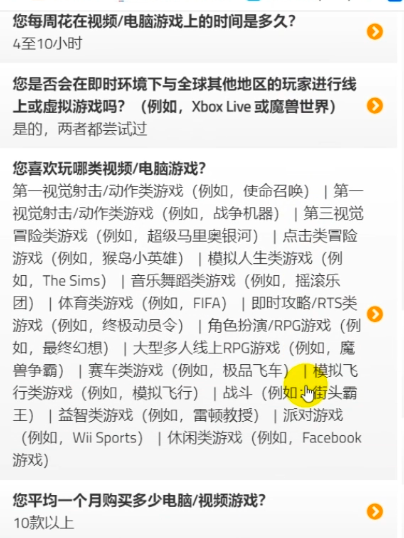 您每周花在视频/电脑游戏上的时间是多久?
4至10小时
您是否会在即时环境下与全球其他地区的玩家进行线
上或虚拟游戏吗?（例如，Xbox Live 或魔兽世界）
是的，两者都尝试过
您喜欢玩哪类视频/电脑游戏?
第一视觉射击/动作类游戏（例如，使命召唤） | 第一
视觉射击/动作类游戏（例如，战争机器） | 第三视觉
冒险类游戏（例如，超级马里奥银河） | 点击类冒险
游戏（例如，猴岛小英雄） | 模拟人生类游戏（例
如，The Sims） | 音乐舞蹈类游戏（例如，摇滚乐
团） | 体育类游戏（例如，FIFA） | 即时攻略/RTS类
游戏（例如，终极动员令） | 角色扮演/RPG游戏（例
如，最终幻想） | 大型多人线上RPG游戏（例如，魔
兽争霸） | 赛车类游戏（例如，极品飞车） | 模拟飞
行类游戏（例如，模拟飞行） | 战斗（例如：街头霸
王） | 益智类游戏（例如，雷顿教授） | 派对游戏
（例如，Wii Sports） | 休闲类游戏（例如，Facebook
游戏）
您平均一个月购买多少电脑/视频游戏?
10款以上